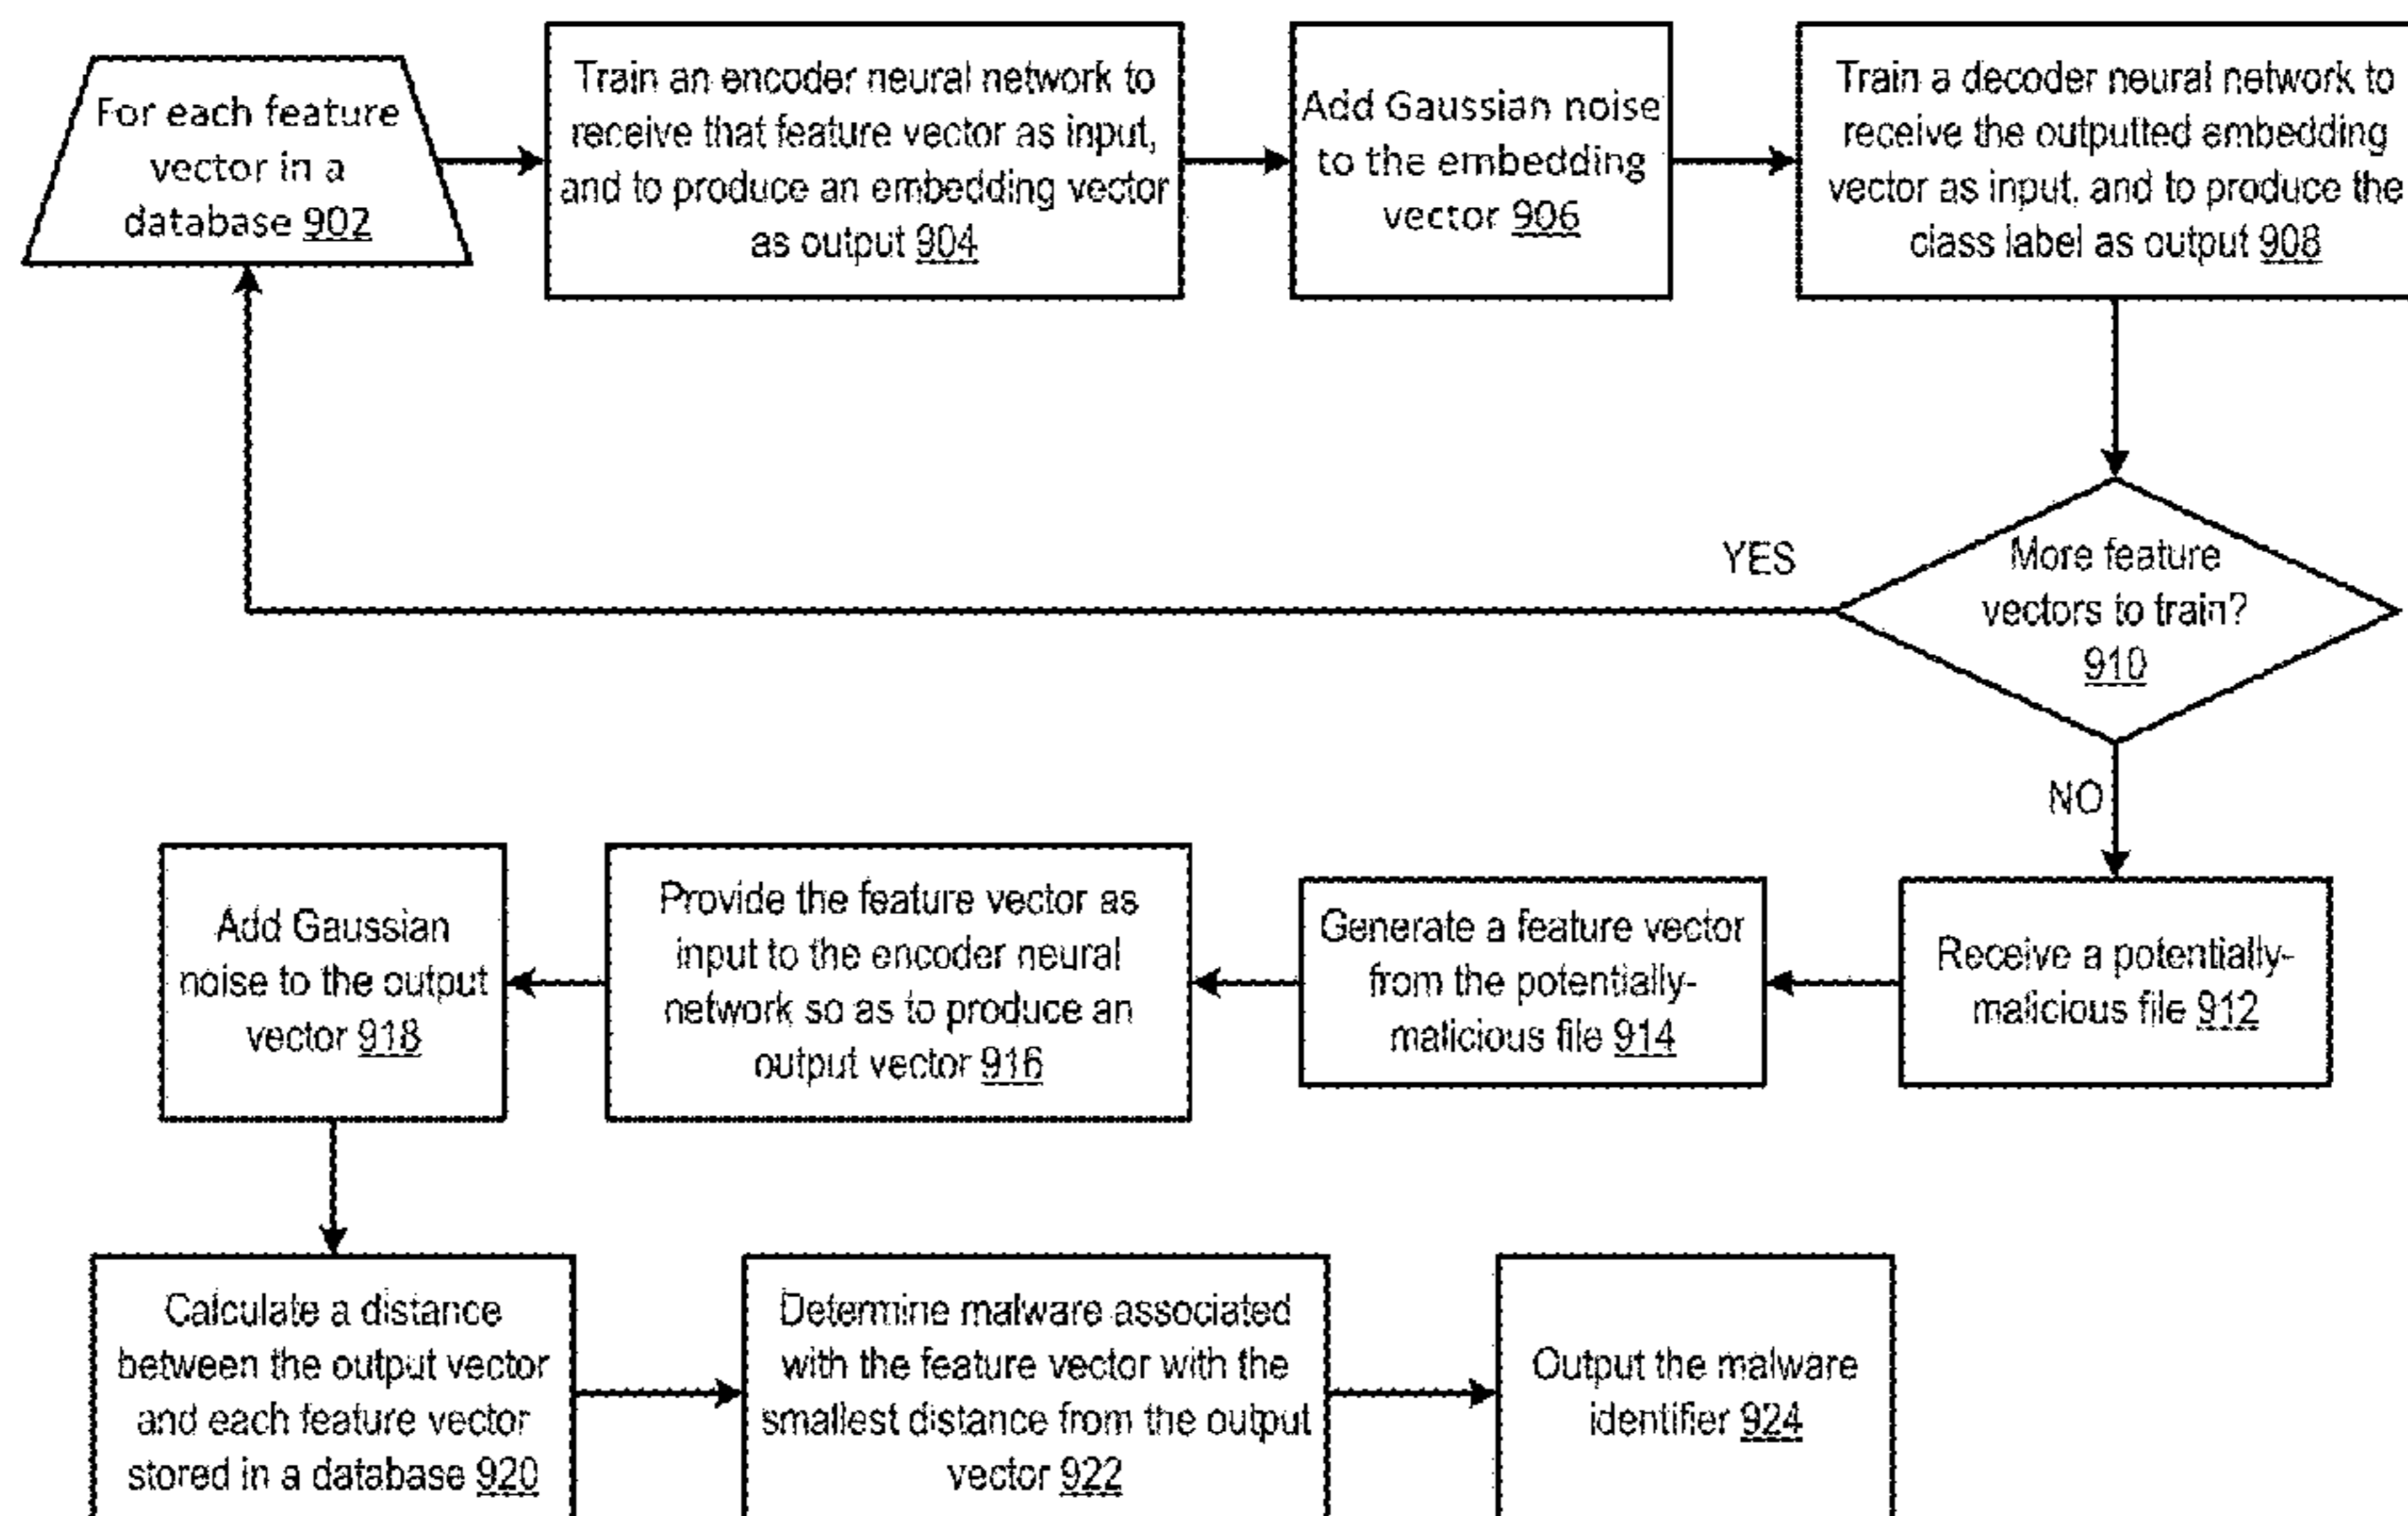 For each feature
vector in a
database 902
Train an encoder neural network to
receive that feature vector as input,
and to produce an embedding vector
as output 904
Add Gaussian noise
to the embedding
vector 906
Train a decoder neural network to
receive the outputted embedding
vector as input, and to produce the
class label as output 908
YES
More feature
vectors to train?
910
NO
Receive a potentially-
malicious file 912
Generate a feature vector
from the potentially-
malicious file 914
Provide the feature vector as
input to the encoder neural
network so as to produce an
output vector 916
Add Gaussian
noise to the output
vector 918
Calculate a distance
between the output vector
and each feature vector
stored in a database 920
Determine malware associated
with the feature vector with the
smallest distance from the output
vector 922
Output the malware
identifier 924